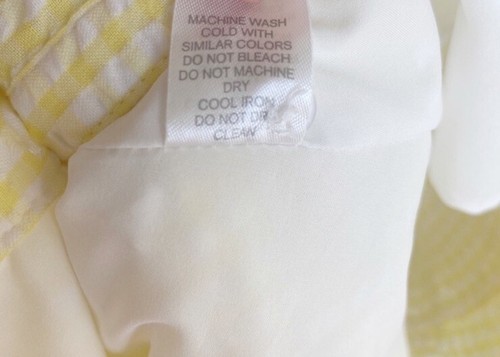 MACHINE WASH
COLD WITH
SIMILAR COLORS
DO NOT BLEACH
DO NOT MACHINE
DRY
COOL IRON
DO NOT DR
CLEAN